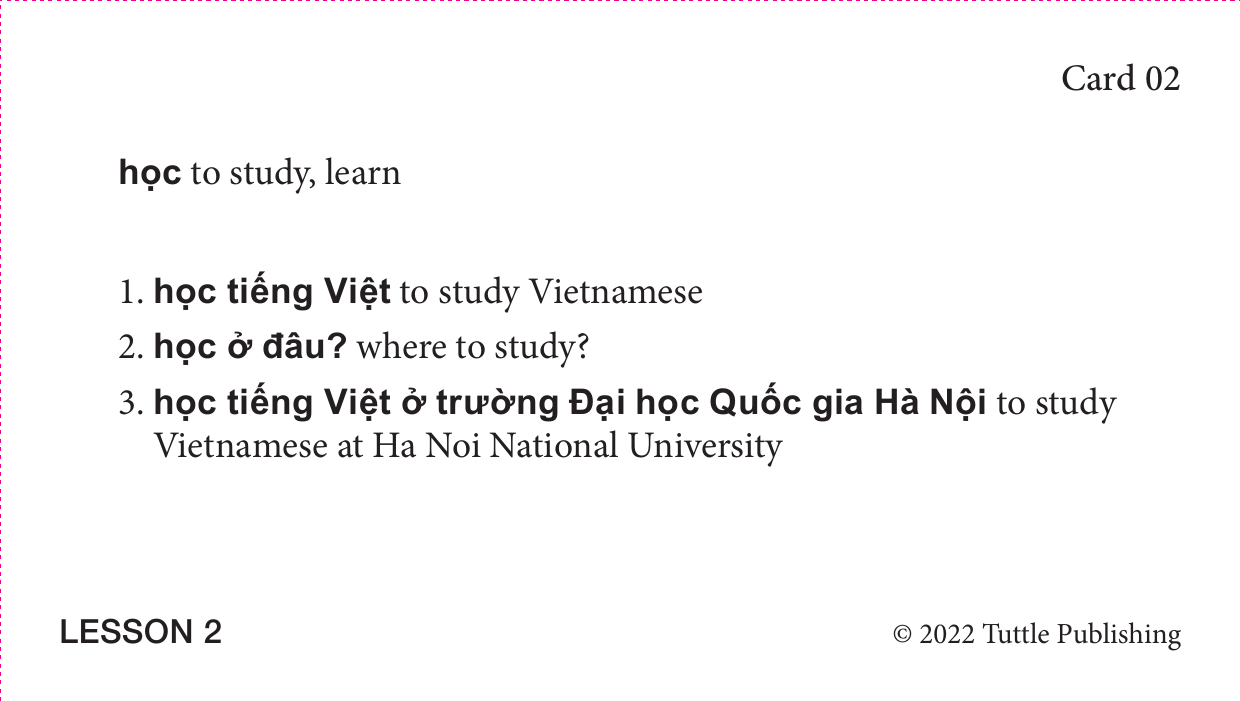 Card 02
học to study, learn
1. học tiếng Việt to study Vietnamese
2. học ở đâu? where to study?
3. học tiếng Việt ở trường Đại học Quốc gia Hà Nội to study
Vietnamese at Ha Noi National University
LESSON 2
© 2022 Tuttle Publishing